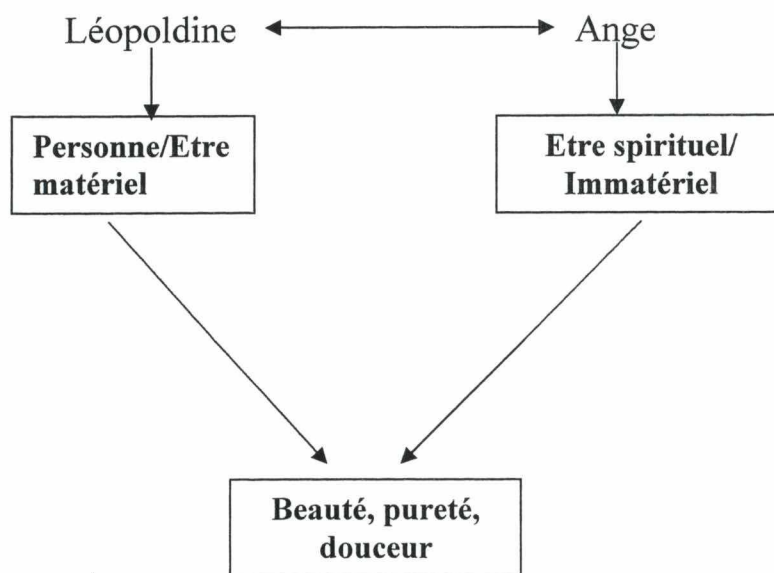 Léopoldine
Ange
Personne/Etre
matériel
Etre spirituel/
Immatériel
Beauté, pureté,
douceur